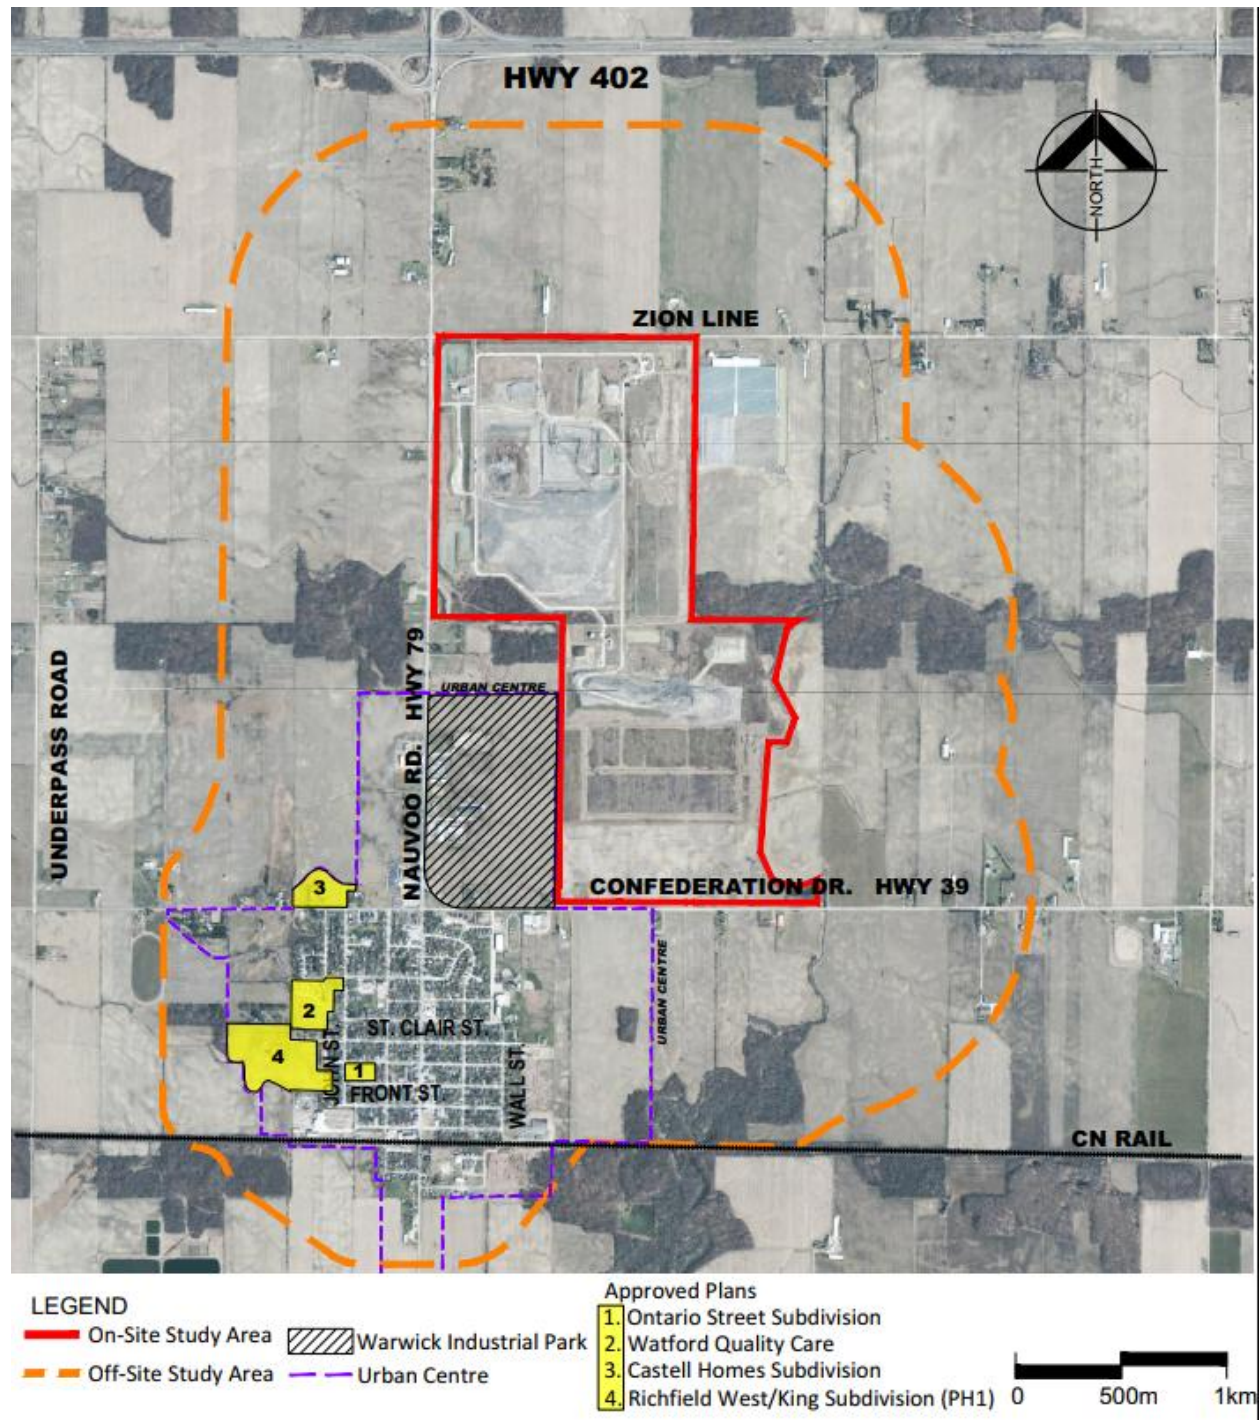 HWY 402
NORTH
ZION LINE
UNDERPASS ROAD
NAUVOO RD. HWY 79
URBAN CENTRE
3
CONFEDERATION DR. HWY 39
URBAN CENTRE
2
ST. CLAIR ST.
4
JOHN ST.
1
FRONT ST.
WALL ST.
CN RAIL
LEGEND
On-Site Study Area
Off-Site Study Area
Warwick Industrial Park
Urban Centre
Approved Plans
1. Ontario Street Subdivision
2. Watford Quality Care
3. Castell Homes Subdivision
4. Richfield West/King Subdivision (PH1)
0 500m 1km